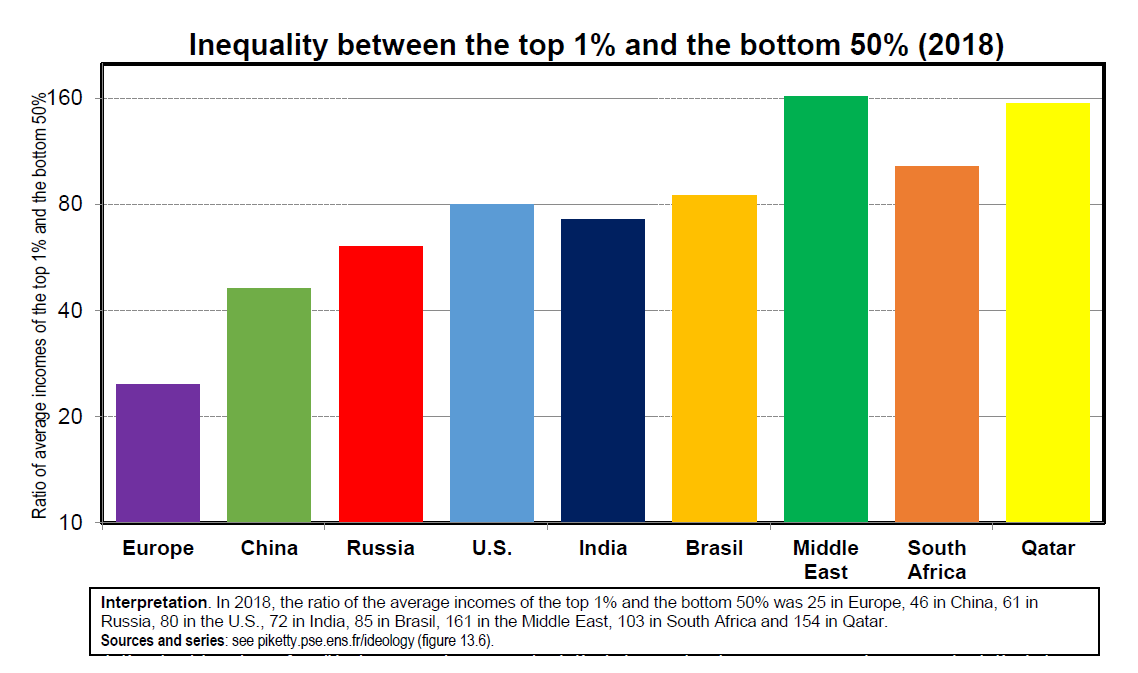 Inequality between the top 1% and the bottom 50% (2018)
Ratio of average incomes of the top 1% and the bottom 50%
160
80
40
20
10
Europe
China
Russia
U.S.
India
Brasil
Middle
East
South
Africa
Qatar
Interpretation. In 2018, the ratio of the average incomes of the top 1% and the bottom 50% was 25 in Europe, 46 in China, 61 in
Russia, 80 in the U.S., 72 in India, 85 in Brasil, 161 in the Middle East, 103 in South Africa and 154 in Qatar.
Sources and series: see piketty.pse.ens.fr/ideology (figure 13.6).